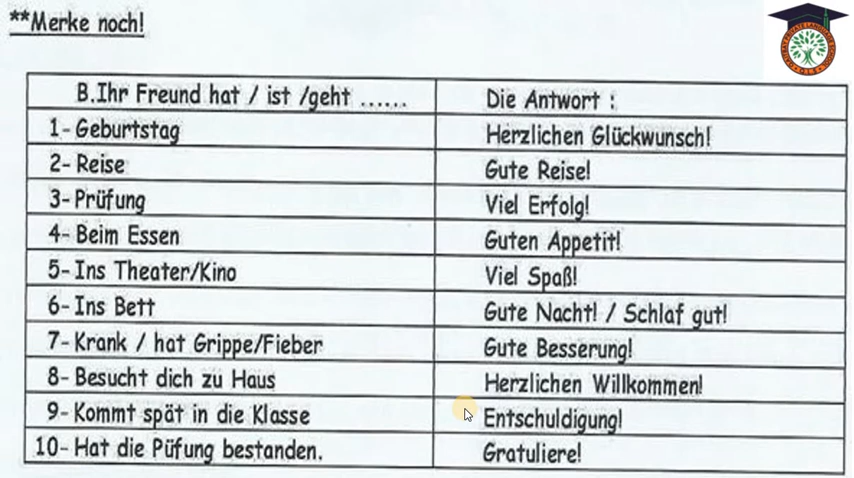 **Merke noch!
B.Ihr Freund hat / ist /geht ...... Die Antwort :
1- Geburtstag Herzlichen Glückwunsch!
2- Reise Gute Reise!
3- Prüfung Viel Erfolg!
4- Beim Essen Guten Appetit!
5- Ins Theater/Kino Viel Spaß!
6- Ins Bett Gute Nacht! / Schlaf gut!
7- Krank / hat Grippe/Fieber Gute Besserung!
8- Besucht dich zu Haus Herzlichen Willkommen!
9- Kommt spät in die Klasse Entschuldigung!
10- Hat die Püfung bestanden. Gratuliere!